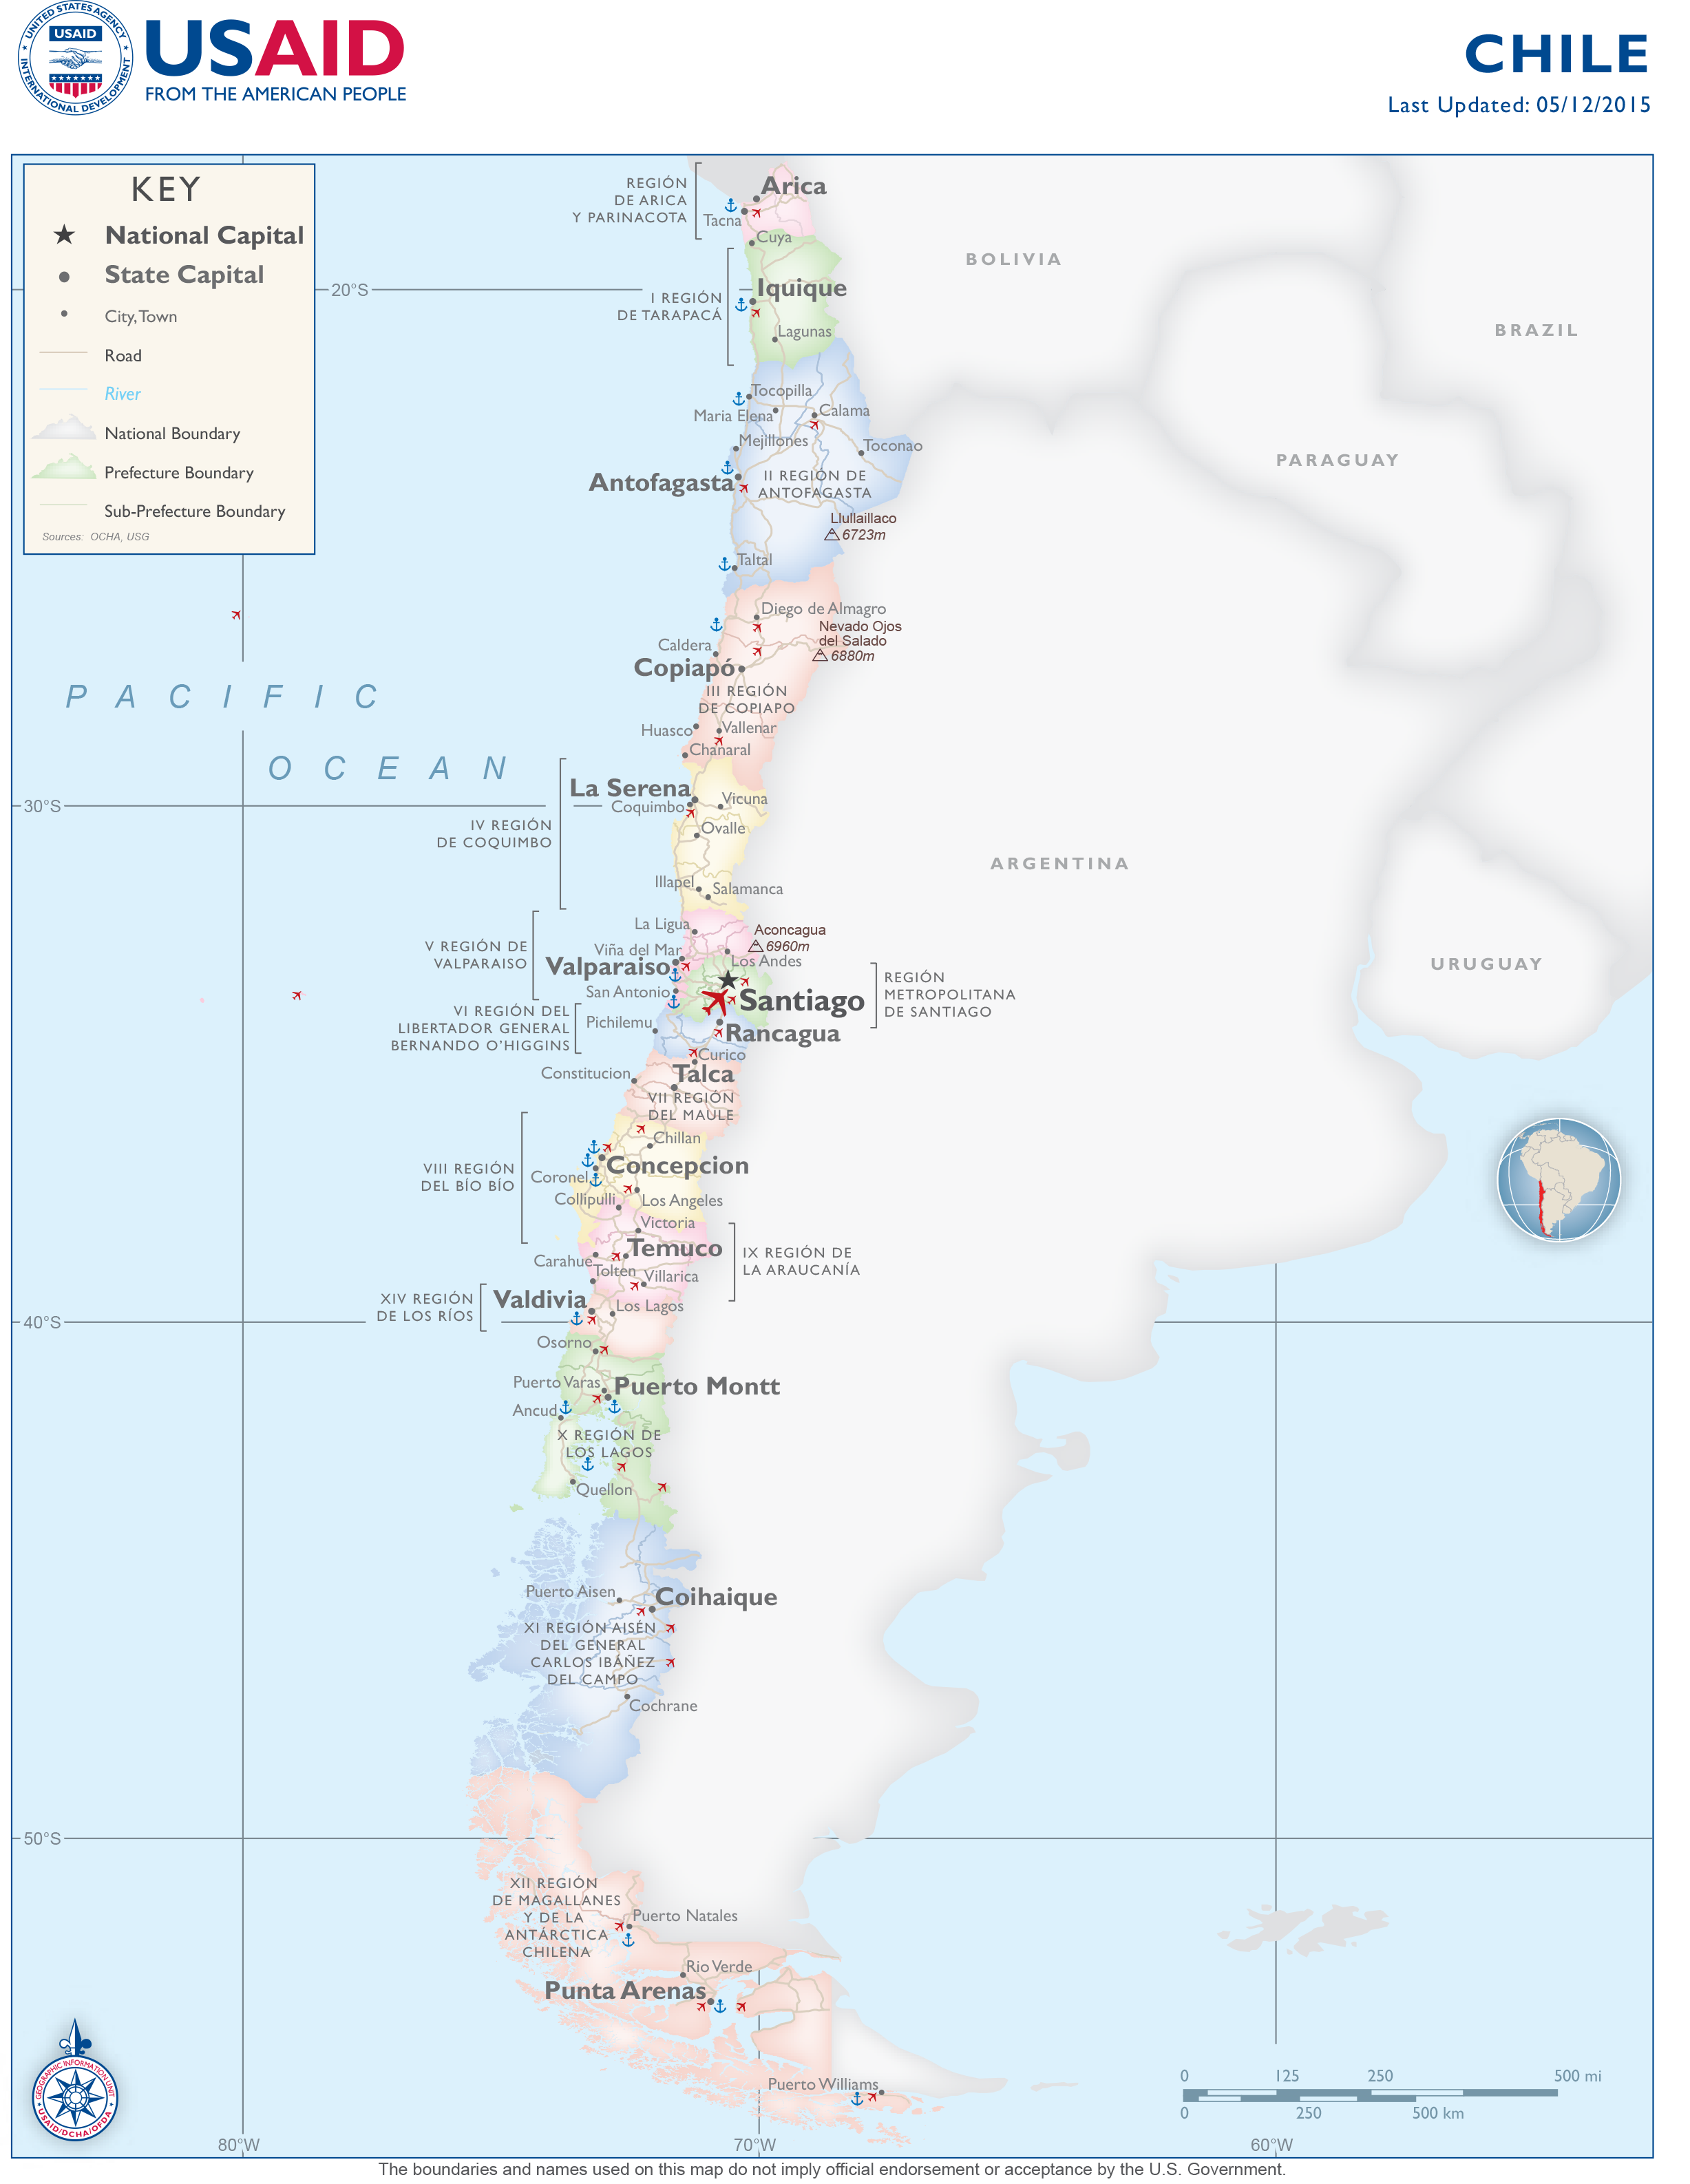 UNITED STATES AGENCY
USAID
INTERNATIONAL DEVELOPMENT
USAID
FROM THE AMERICAN PEOPLE
CHILE
Last Updated: 05/12/2015
KEY
National Capital
State Capital
City, Town
Road
River
National Boundary
Prefecture Boundary
Sub-Prefecture Boundary
Sources: OCHA, USG
REGIÓN
DE ARICA
Y PARINACOTA
Arica
Tacna
Cuya
BOLIVIA
20°S
I REGIÓN
DE TARAPACÁ
Iquique
Lagunas
BRAZIL
Tocopilla
Maria Elena
Calama
Mejillones
Toconao
PARAGUAY
Antofagasta
II REGIÓN DE
ANTOFAGASTA
Llullaillaco
6723m
Taltal
Diego de Almagro
Nevado Ojos
del Salado
6880m
Caldera
Copiapó
PACIFIC
OCEAN
III REGIÓN
DE COPIAPO
Huasco
Vallenar
Chanaral
La Serena
30°S
Coquimbo
Vicuna
IV REGIÓN
DE COQUIMBO
Ovalle
ARGENTINA
Illapel
Salamanca
La Ligua
Aconcagua
6960m
V REGIÓN DE
VALPARAISO
Viña del Mar
Valparaiso
Los Andes
URUGUAY
San Antonio
Santiago
REGIÓN
METROPOLITANA
DE SANTIAGO
VI REGIÓN DEL
LIBERTADOR GENERAL
BERNANDO O'HIGGINS
Pichilemu
Rancagua
Curico
Constitucion
Talca
VII REGIÓN
DEL MAULE
Chillan
VIII REGIÓN
DEL BÍO BÍO
Concepcion
Coronel
Collipulli
Los Angeles
Victoria
Temuco
IX REGIÓN DE
LA ARAUCANÍA
Carahue
Tolten
Villarica
XIV REGIÓN
DE LOS RÍOS
Valdivia
Los Lagos
40°S
Osorno
Puerto Varas
Puerto Montt
Ancud
X REGIÓN DE
LOS LAGOS
Quellon
Puerto Aisen
Coihaique
XI REGIÓN AISÉN
DEL GENERAL
CARLOS IBÁÑEZ
DEL CAMPO
Cochrane
50°S
XII REGIÓN
DE MAGALLANES
Y DE LA
ANTÁRCTICA
CHILENA
Puerto Natales
Rio Verde
Punta Arenas
Puerto Williams
0 125 250 500 mi
0 250 500 km
GEOGRAPHIC INFORMATION UNIT
USAID/DCHA/OFDA
80°W
70°W
60°W
The boundaries and names used on this map do not imply official endorsement or acceptance by the U.S. Government.